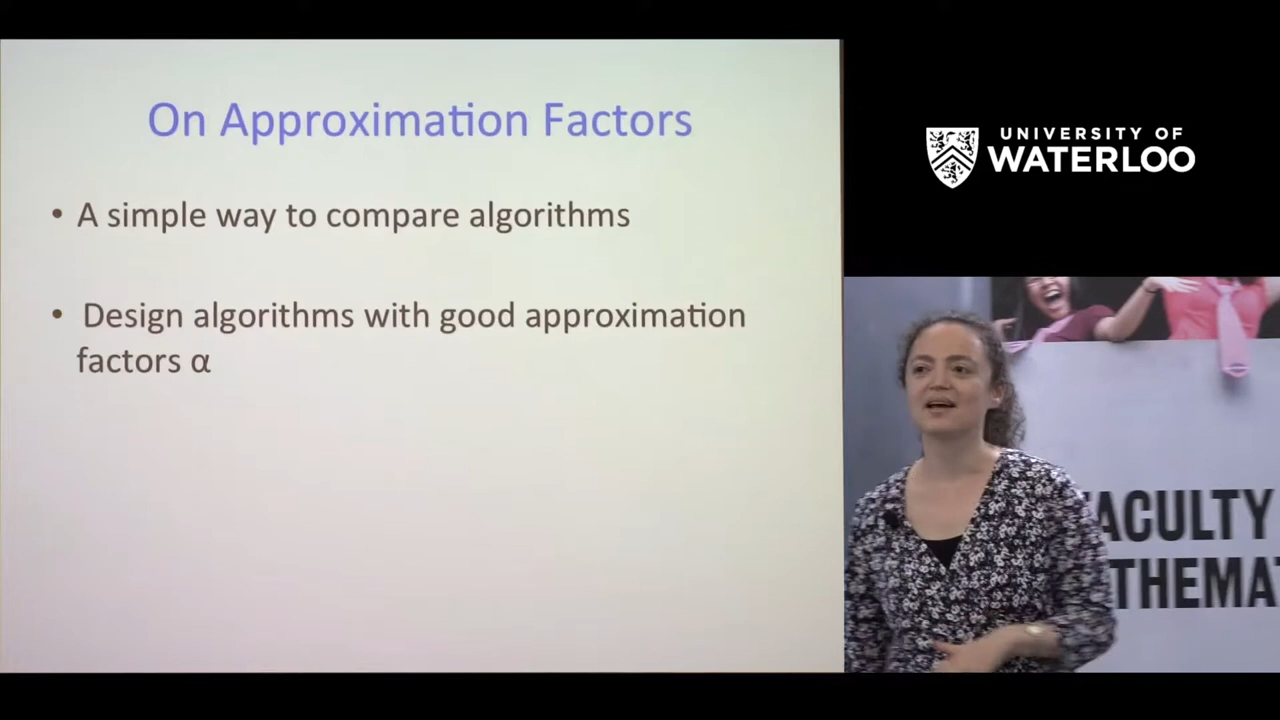 On Approximation Factors
• A simple way to compare algorithms
• Design algorithms with good approximation
factors α
UNIVERSITY OF
WATERLOO
ACULTY
THEMA